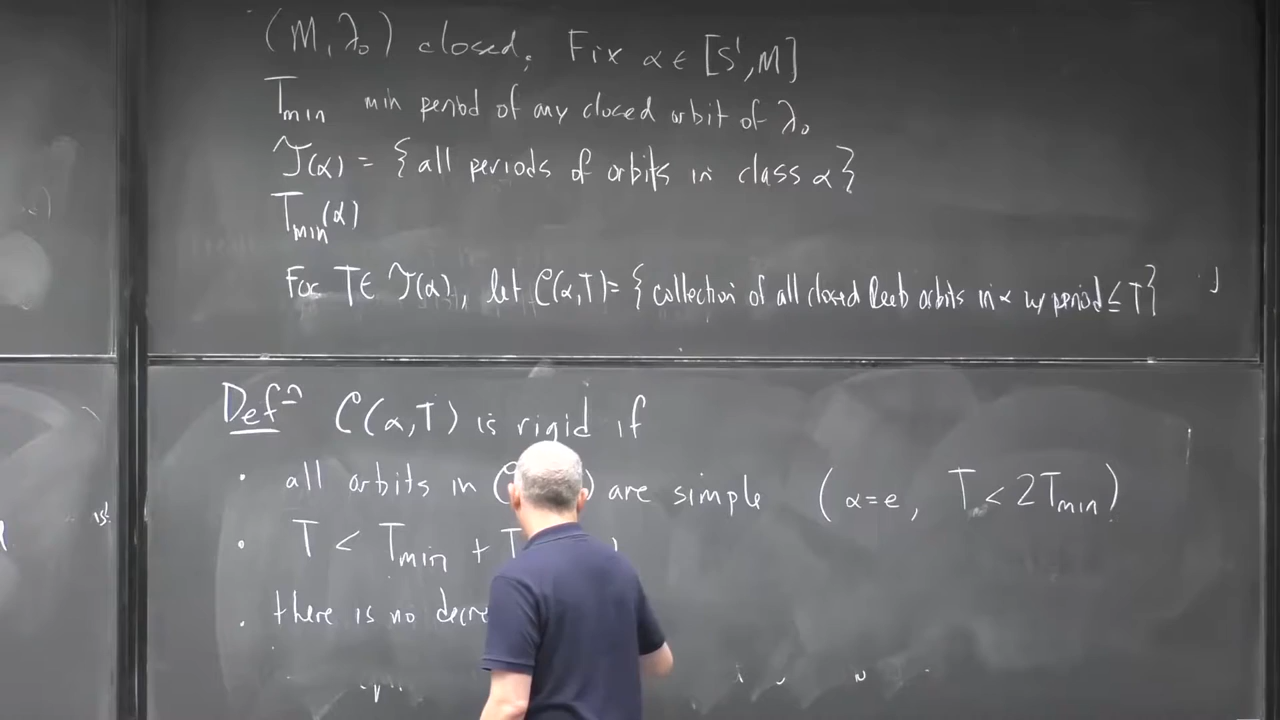 (M, λ₀) closed, Fix α ∈ [S¹, M]
T_min min period of any closed orbit of λ₀
𝒯(α) = {all periods of orbits in class α}
T_min(α)
For T ∈ 𝒯(α), let 𝒞(α,T) = {collection of all closed Reeb orbits in α w/ period ≤ T}
Defⁿ 𝒞(α,T) is rigid if
· all orbits in are simple (α=e, T < 2T_min)
· T < T_min +
· there is no